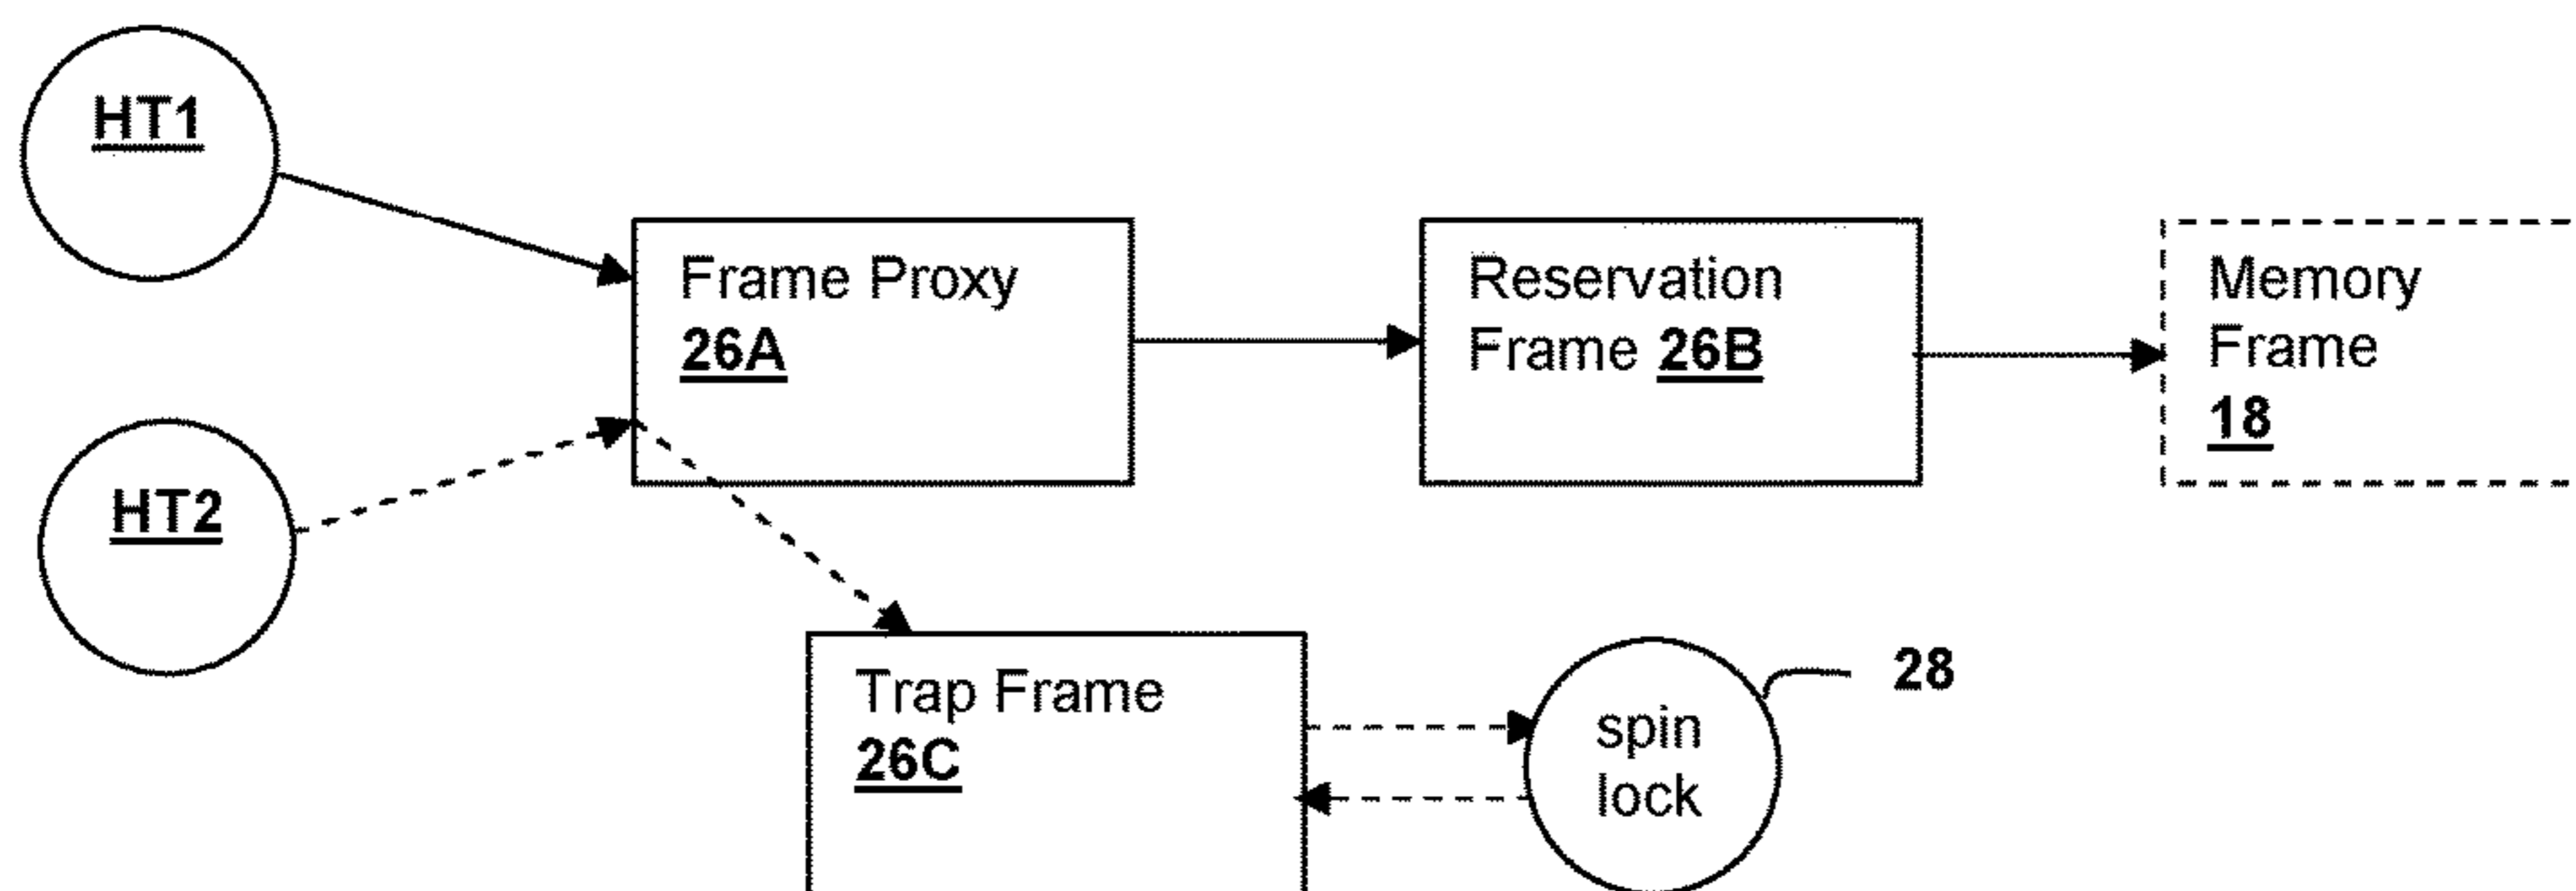 HT1
Frame Proxy
26A
Reservation
Frame 26B
Memory
Frame
18
HT2
Trap Frame
26C
spin
lock
28